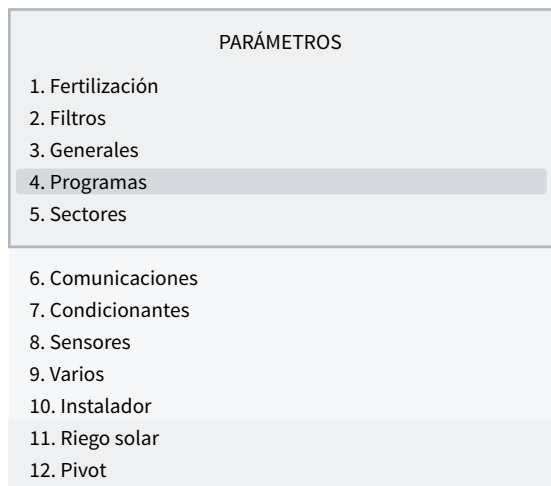 PARÁMETROS
1. Fertilización
2. Filtros
3. Generales
4. Programas
5. Sectores
6. Comunicaciones
7. Condicionantes
8. Sensores
9. Varios
10. Instalador
11. Riego solar
12. Pivot